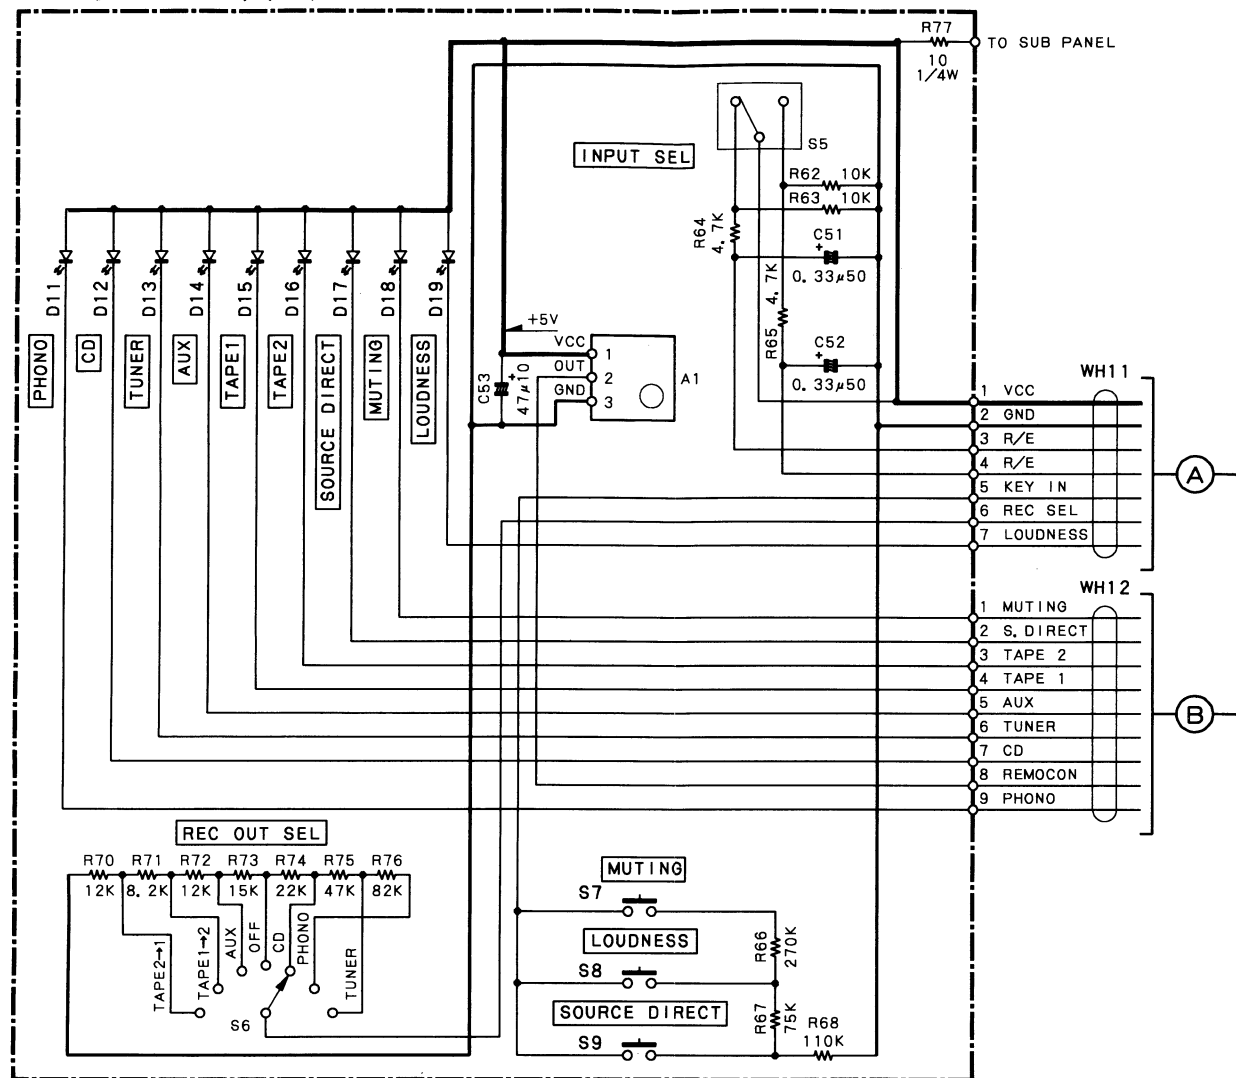 R77
10
1/4W
TO SUB PANEL
INPUT SEL
S5
R62 10K
R63 10K
R64
4.7K
C51
+
0.33µ50
R65
4.7K
C52
+
0.33µ50
D11
D12
D13
D14
D15
D16
D17
D18
D19
PHONO
CD
TUNER
AUX
TAPE1
TAPE2
SOURCE DIRECT
MUTING
LOUDNESS
+5V
VCC
OUT
GND
1
2
3
A1
C53
+
47µ10
WH11
1 VCC
2 GND
3 R/E
4 R/E
5 KEY IN
6 REC SEL
7 LOUDNESS
A
WH12
1 MUTING
2 S.DIRECT
3 TAPE 2
4 TAPE 1
5 AUX
6 TUNER
7 CD
8 REMOCON
9 PHONO
B
REC OUT SEL
R70 R71 R72 R73 R74 R75 R76
12K 8.2K 12K 15K 22K 47K 82K
TAPE2→1
TAPE1→2
AUX
OFF
CD
PHONO
TUNER
S6
MUTING
S7
LOUDNESS
S8
SOURCE DIRECT
S9
R66
270K
R67
75K
R68
110K